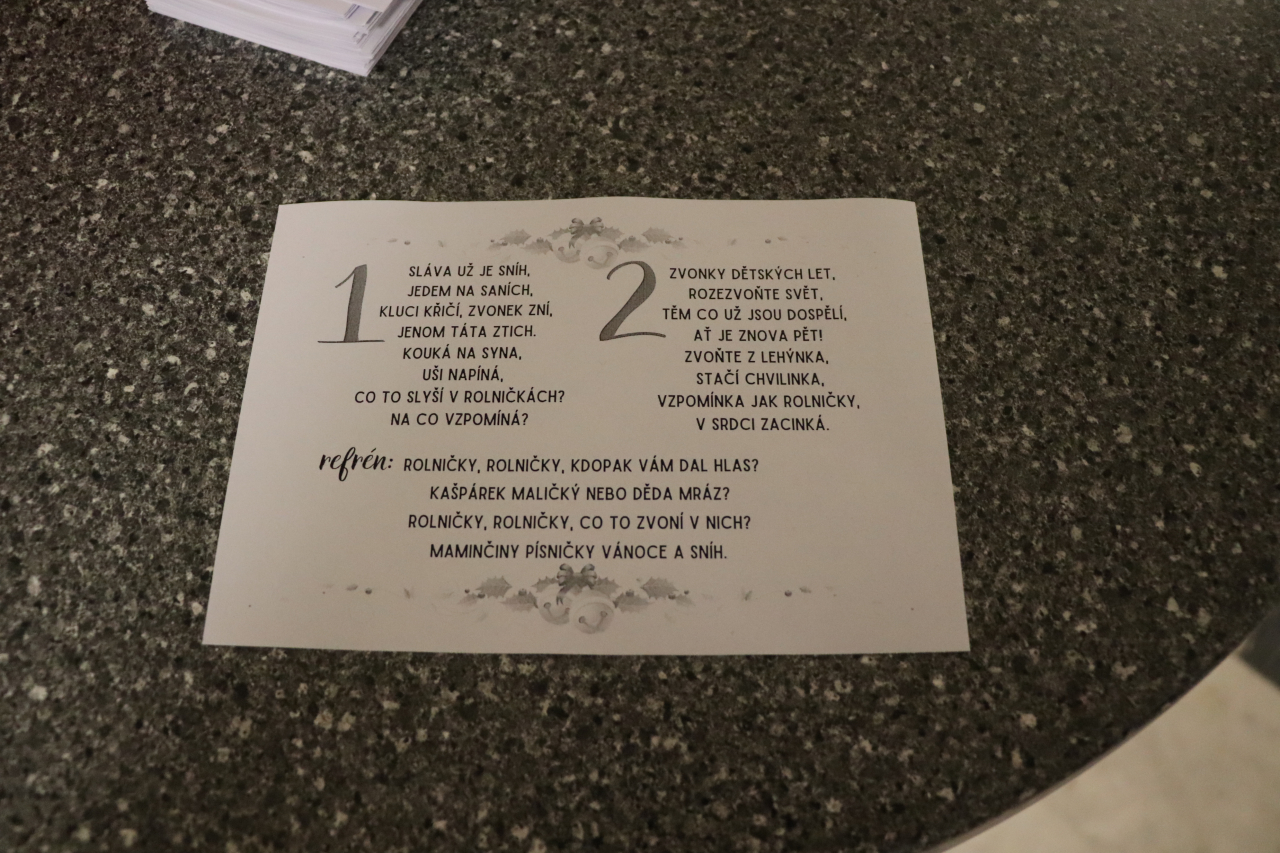 1
SLÁVA UŽ JE SNÍH,
JEDEM NA SANÍCH,
KLUCI KŘIČÍ, ZVONEK ZNÍ,
JENOM TÁTA ZTICH.
KOUKÁ NA SYNA,
UŠI NAPÍNÁ,
CO TO SLYŠÍ V ROLNIČKÁCH?
NA CO VZPOMÍNÁ?
2
ZVONKY DĚTSKÝCH LET,
ROZEZVOŇTE SVĚT,
TĚM CO UŽ JSOU DOSPĚLÍ,
AŤ JE ZNOVA PĚT!
ZVOŇTE Z LEHÝNKA,
STAČÍ CHVILINKA,
VZPOMÍNKA JAK ROLNIČKY,
V SRDCI ZACINKÁ.
refrén: ROLNIČKY, ROLNIČKY, KDOPAK VÁM DAL HLAS?
KAŠPÁREK MALIČKÝ NEBO DĚDA MRÁZ?
ROLNIČKY, ROLNIČKY, CO TO ZVONÍ V NICH?
MAMINČINY PÍSNIČKY VÁNOCE A SNÍH.